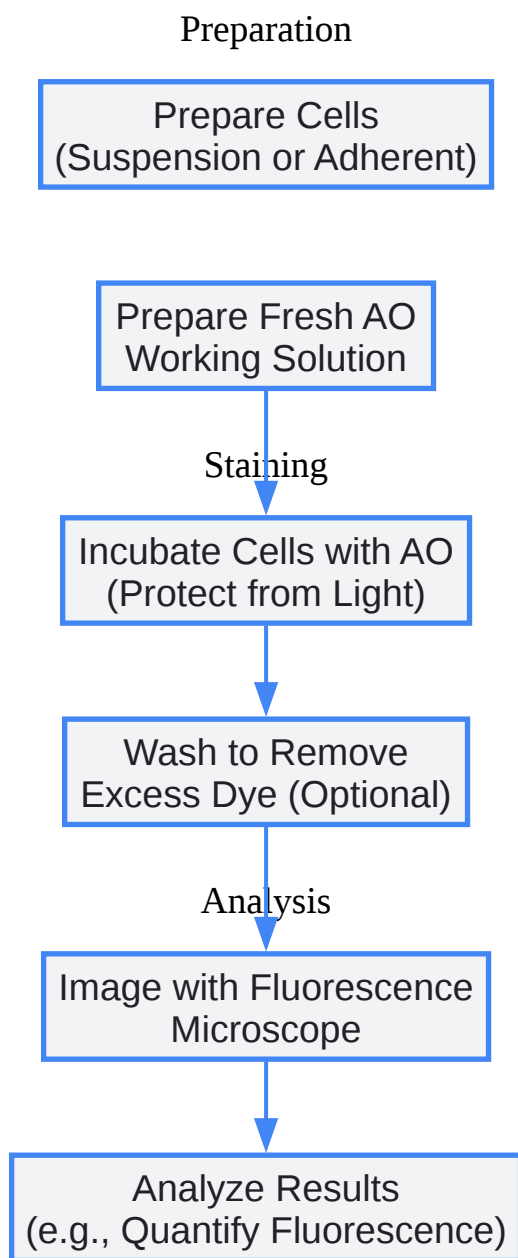 Preparation
Prepare Cells
(Suspension or Adherent)
Prepare Fresh AO
Working Solution
Staining
Incubate Cells with AO
(Protect from Light)
Wash to Remove
Excess Dye (Optional)
Analysis
Image with Fluorescence
Microscope
Analyze Results
(e.g., Quantify Fluorescence)